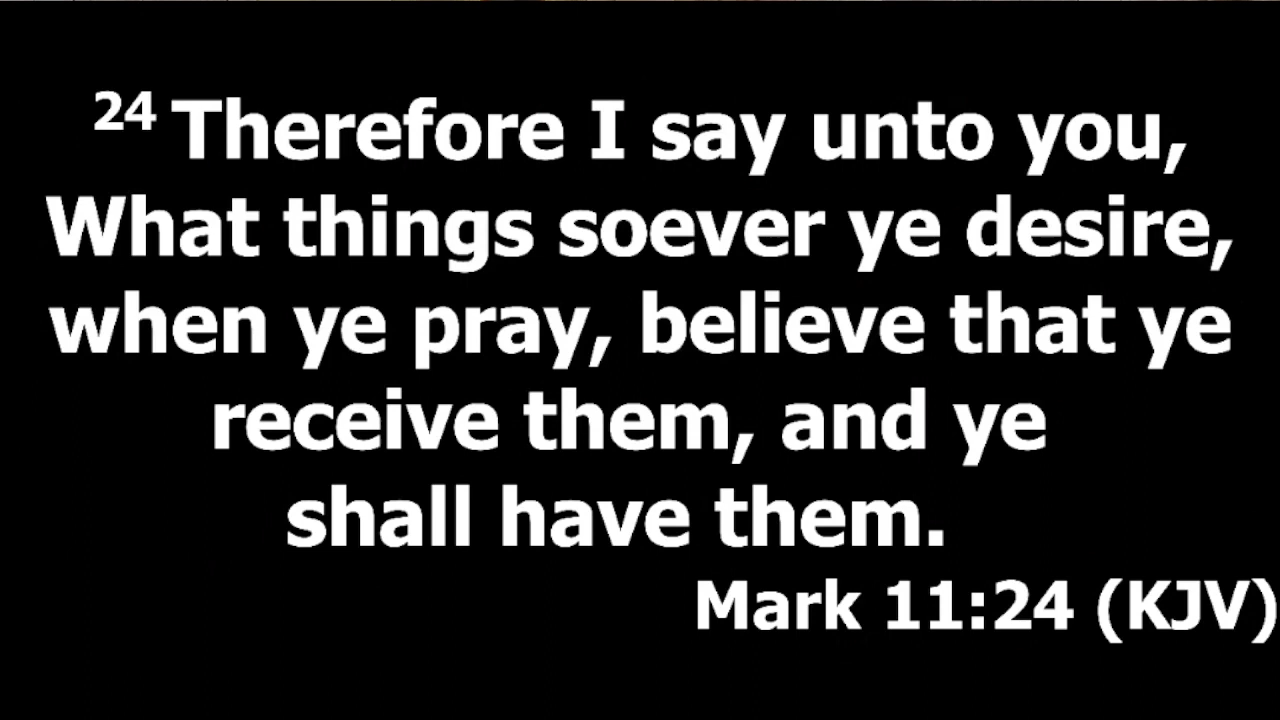 24 Therefore I say unto you,
What things soever ye desire,
when ye pray, believe that ye
receive them, and ye
shall have them.
Mark 11:24 (KJV)